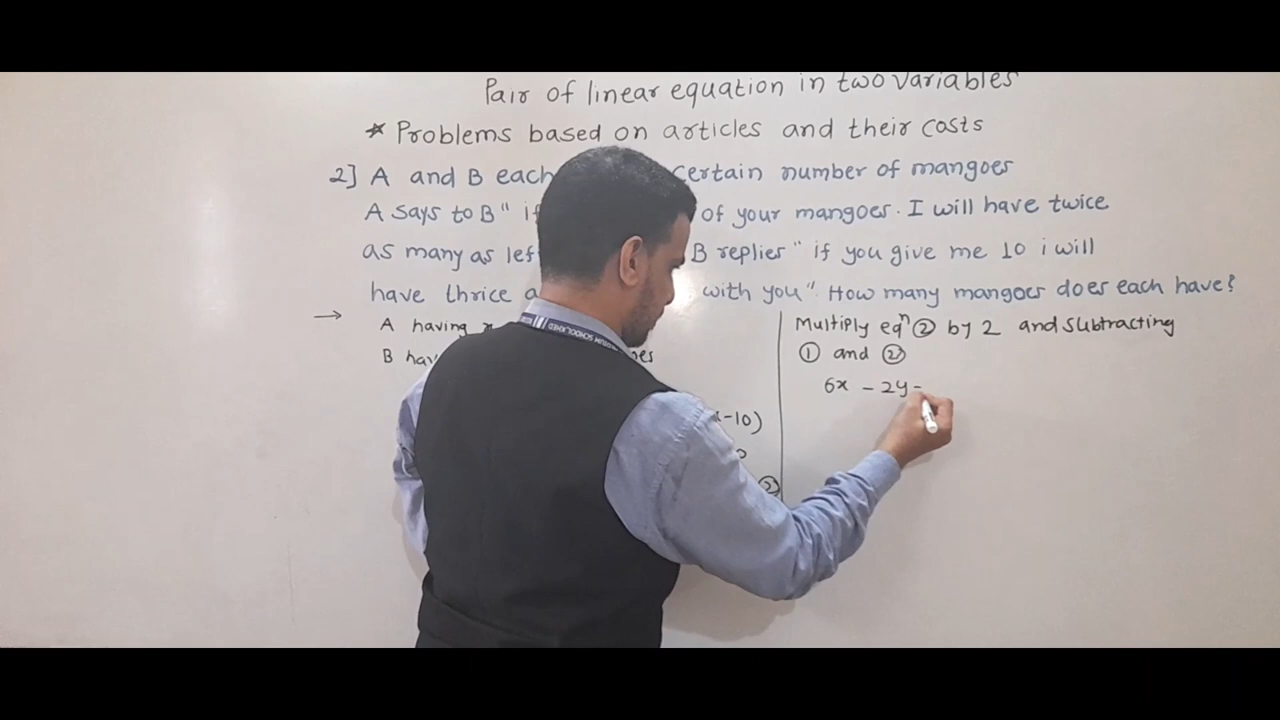 Pair of linear equation in two variables
* Problems based on articles and their costs
2] A and B each certain number of mangoes
A says to B " if of your mangoes. I will have twice
as many as lef B replies " if you give me 10 i will
have thrice a with you". How many mangoes does each have?
→ A having
B hav
-10)
②
Multiply eqⁿ ② by 2 and subtracting
① and ②
6x - 2y =